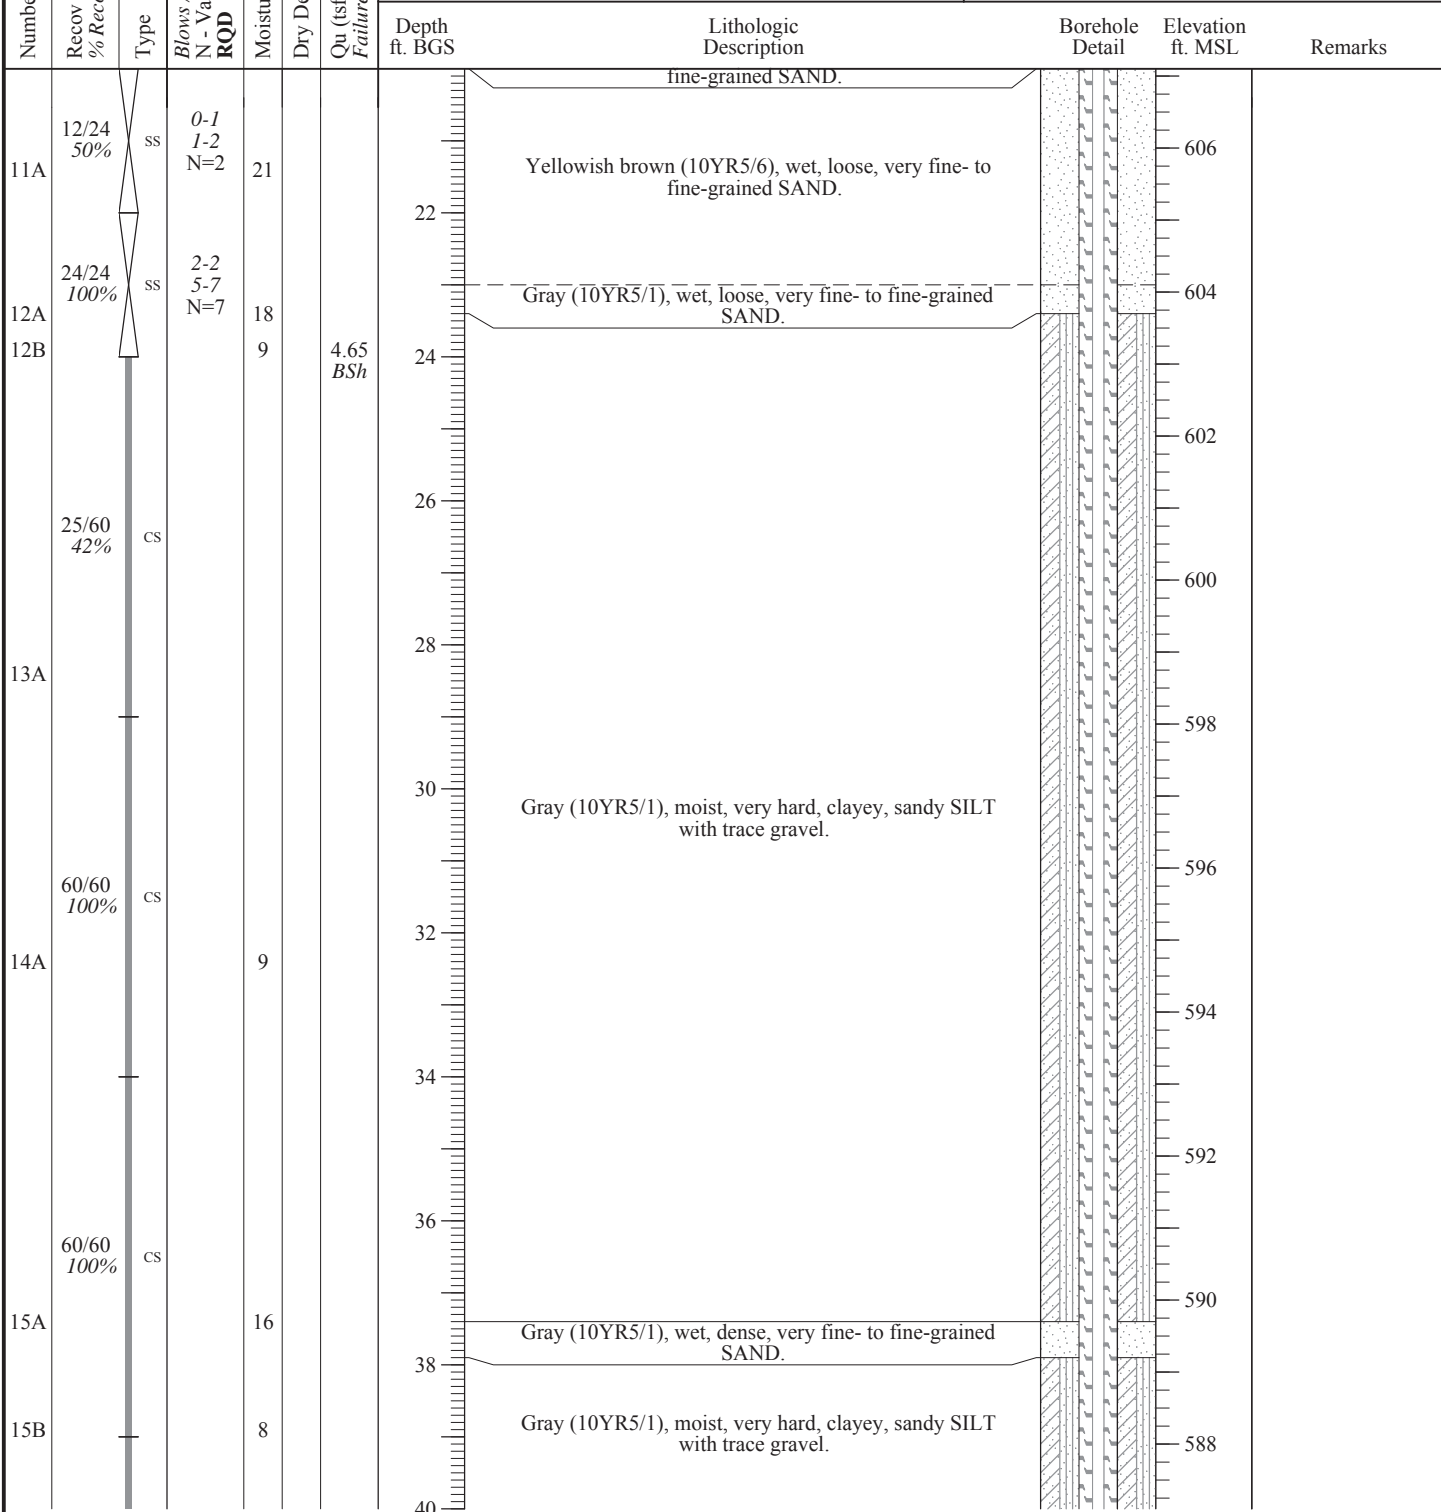 Numbe
Recov
% Reco
Type
Blows
N - Va
RQD
Moistu
Dry De
Qu (tsf
Failure
Depth
ft. BGS
Lithologic
Description
Borehole
Detail
Elevation
ft. MSL
Remarks
fine-grained SAND.
11A
12/24
50%
SS
0-1
1-2
N=2
21
Yellowish brown (10YR5/6), wet, loose, very fine- to
fine-grained SAND.
606
22
12A
24/24
100%
SS
2-2
5-7
N=7
18
Gray (10YR5/1), wet, loose, very fine- to fine-grained
SAND.
604
12B
9
4.65
BSh
24
602
26
25/60
42%
CS
600
28
13A
598
30
Gray (10YR5/1), moist, very hard, clayey, sandy SILT
with trace gravel.
596
60/60
100%
CS
32
14A
9
594
34
592
36
60/60
100%
CS
590
15A
16
Gray (10YR5/1), wet, dense, very fine- to fine-grained
SAND.
38
15B
8
Gray (10YR5/1), moist, very hard, clayey, sandy SILT
with trace gravel.
588
40